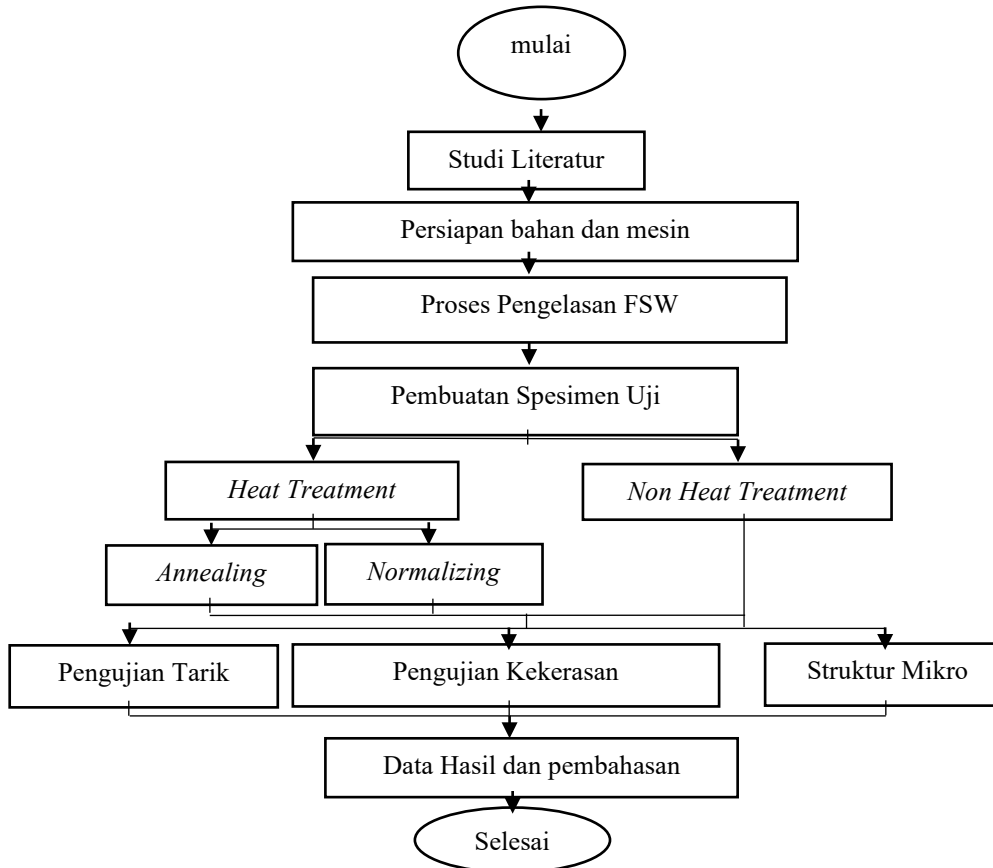 mulai
Studi Literatur
Persiapan bahan dan mesin
Proses Pengelasan FSW
Pembuatan Spesimen Uji
Heat Treatment
Non Heat Treatment
Annealing
Normalizing
Pengujian Tarik
Pengujian Kekerasan
Struktur Mikro
Data Hasil dan pembahasan
Selesai